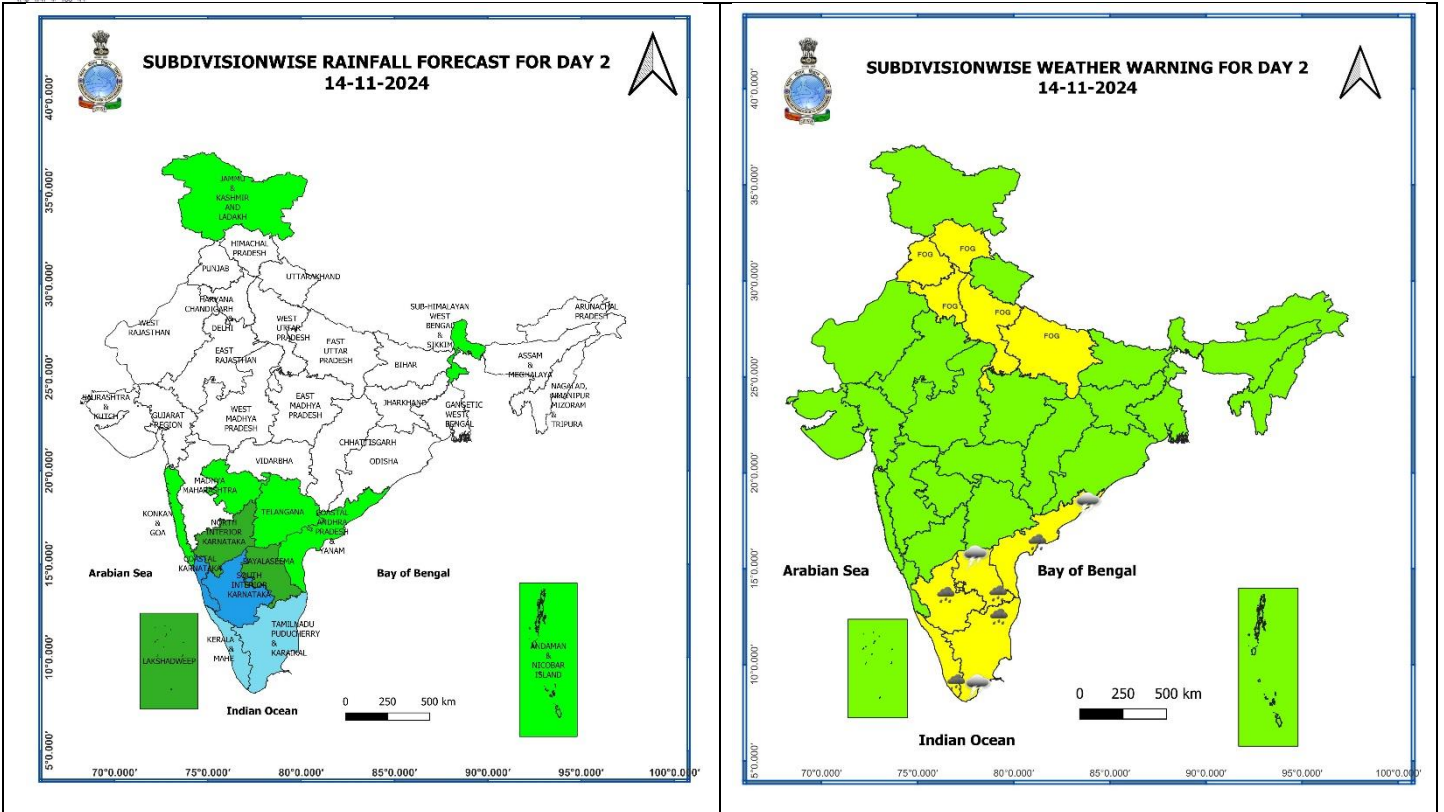 SUBDIVISIONWISE RAINFALL FORECAST FOR DAY 2
14-11-2024
40°0.000'
35°0.000'
30°0.000'
25°0.000'
20°0.000'
15°0.000'
10°0.000'
5°0.000'
JAMMU
&
KASHMIR
AND
LADAKH
HIMACHAL
PRADESH
PUNJAB
UTTARAKHAND
HARYANA
CHANDIGARH
&
DELHI
WEST
RAJASTHAN
WEST
UTTAR
PRADESH
EAST
RAJASTHAN
EAST
UTTAR
PRADESH
SUB-HIMALAYAN
WEST
BENGAL
&
SIKKIM
ARUNACHAL
PRADESH
BIHAR
ASSAM
&
MEGHALAYA
NAGALAD,
MANIPUR
MIZORAM
&
TRIPURA
SAURASHTRA
&
KUTCH
GUJARAT
REGION
WEST
MADHYA
PRADESH
EAST
MADHYA
PRADESH
JHARKHAND
GANGETIC
WEST
BENGAL
CHHATTISGARH
ODISHA
VIDARBHA
MADHYA
MAHARASHTRA
KONKAN
&
GOA
TELANGANA
COASTAL
ANDHRA
PRADESH
&
YANAM
NORTH
INTERIOR
KARNATAKA
COASTAL
KARNATAKA
RAYALASEEMA
SOUTH
INTERIOR
KARNATAKA
Arabian Sea
Bay of Bengal
TAMILNADU
PUDUCHERRY
&
KARAIKAL
KERALA
&
MAHE
LAKSHADWEEP
ANDAMAN
&
NICOBAR
ISLAND
Indian Ocean
0 250 500 km
70°0.000' 75°0.000' 80°0.000' 85°0.000' 90°0.000' 95°0.000' 100°0.000'
SUBDIVISIONWISE WEATHER WARNING FOR DAY 2
14-11-2024
40°0.000'
35°0.000'
30°0.000'
25°0.000'
20°0.000'
15°0.000'
10°0.000'
5°0.000'
FOG
FOG
FOG
FOG
FOG
Arabian Sea
Bay of Bengal
Indian Ocean
0 250 500 km
70°0.000' 75°0.000' 80°0.000' 85°0.000' 90°0.000' 95°0.000' 100°0.000'